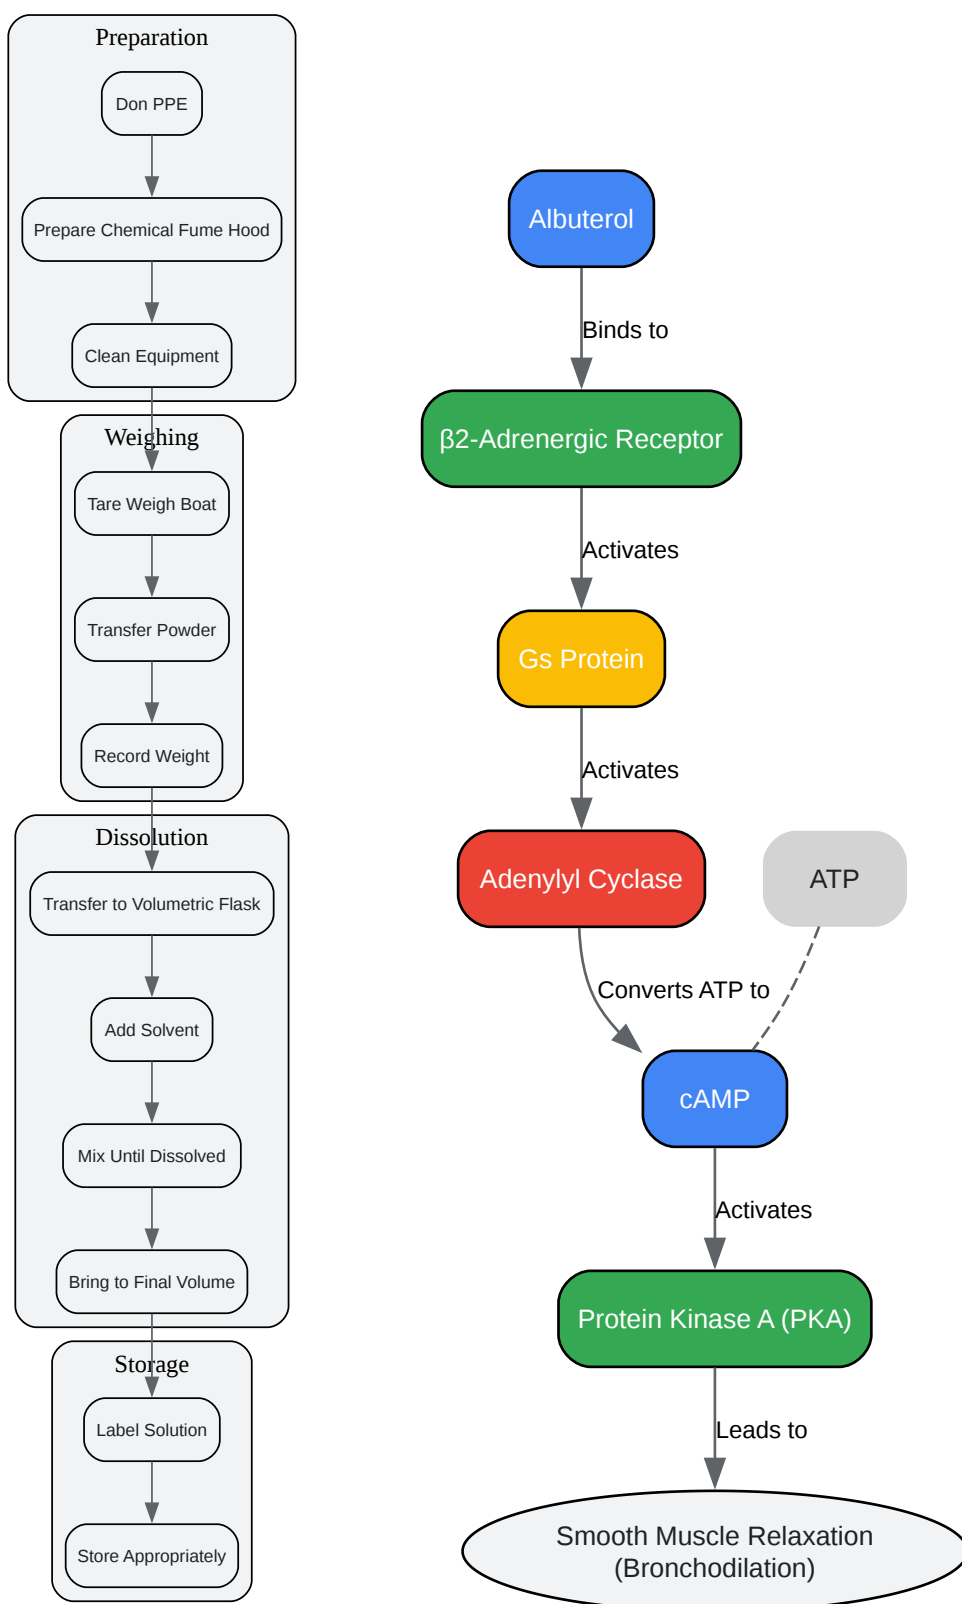 Preparation
Don PPE
Prepare Chemical Fume Hood
Clean Equipment
Weighing
Tare Weigh Boat
Transfer Powder
Record Weight
Dissolution
Transfer to Volumetric Flask
Add Solvent
Mix Until Dissolved
Bring to Final Volume
Storage
Label Solution
Store Appropriately
Albuterol
Binds to
β2-Adrenergic Receptor
Activates
Gs Protein
Activates
Adenylyl Cyclase
ATP
Converts ATP to
cAMP
Activates
Protein Kinase A (PKA)
Leads to
Smooth Muscle Relaxation
(Bronchodilation)